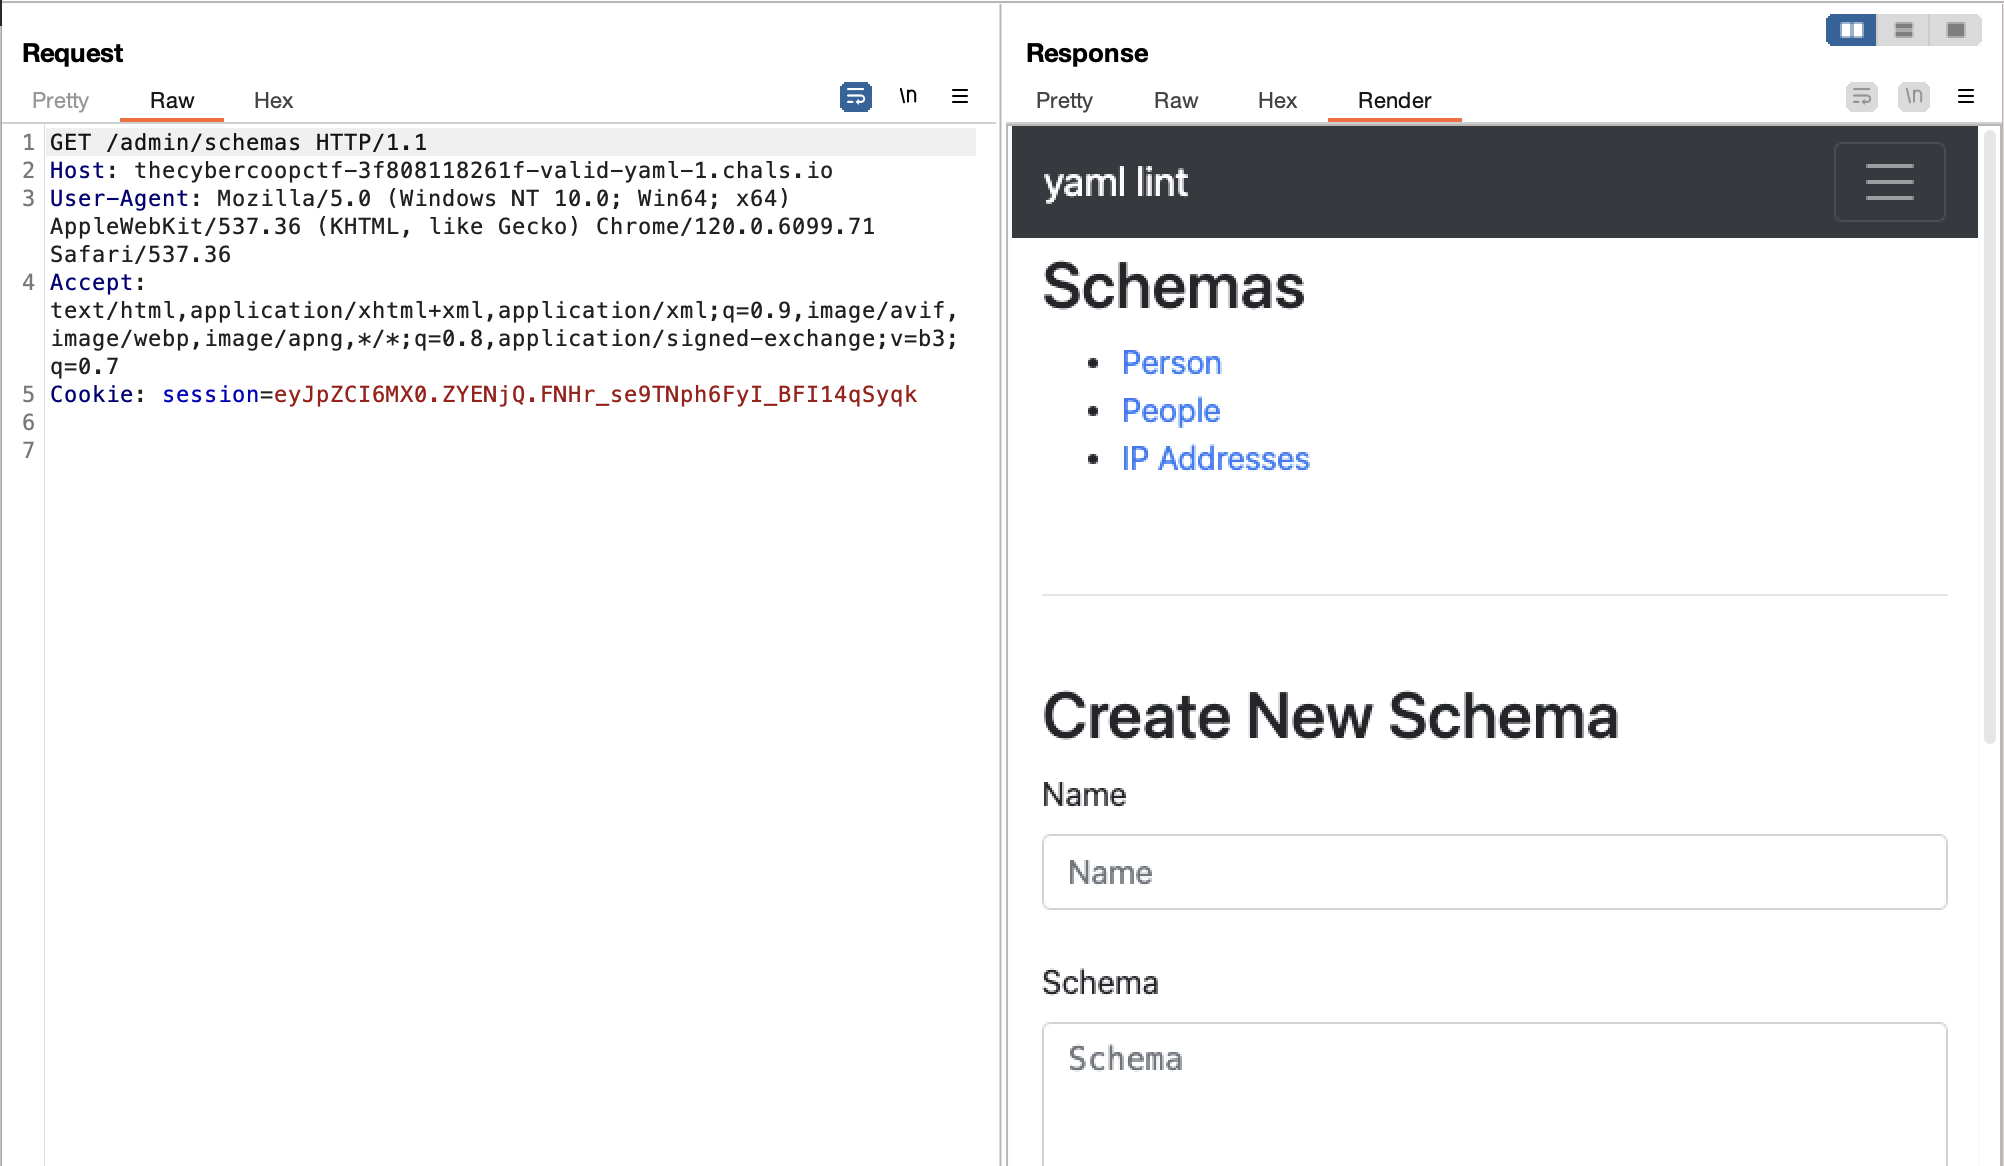 Request
Pretty Raw Hex
\n
1 GET /admin/schemas HTTP/1.1
2 Host: thecybercoopctf-3f808118261f-valid-yaml-1.chals.io
3 User-Agent: Mozilla/5.0 (Windows NT 10.0; Win64; x64)
AppleWebKit/537.36 (KHTML, like Gecko) Chrome/120.0.6099.71
Safari/537.36
4 Accept:
text/html,application/xhtml+xml,application/xml;q=0.9,image/avif,
image/webp,image/apng,*/*;q=0.8,application/signed-exchange;v=b3;
q=0.7
5 Cookie: session=eyJpZCI6MX0.ZYENjQ.FNHr_se9TNph6FyI_BFI14qSyqk
6
7
Response
Pretty Raw Hex Render
\n
yaml lint
Schemas
• Person
• People
• IP Addresses
Create New Schema
Name
Name
Schema
Schema